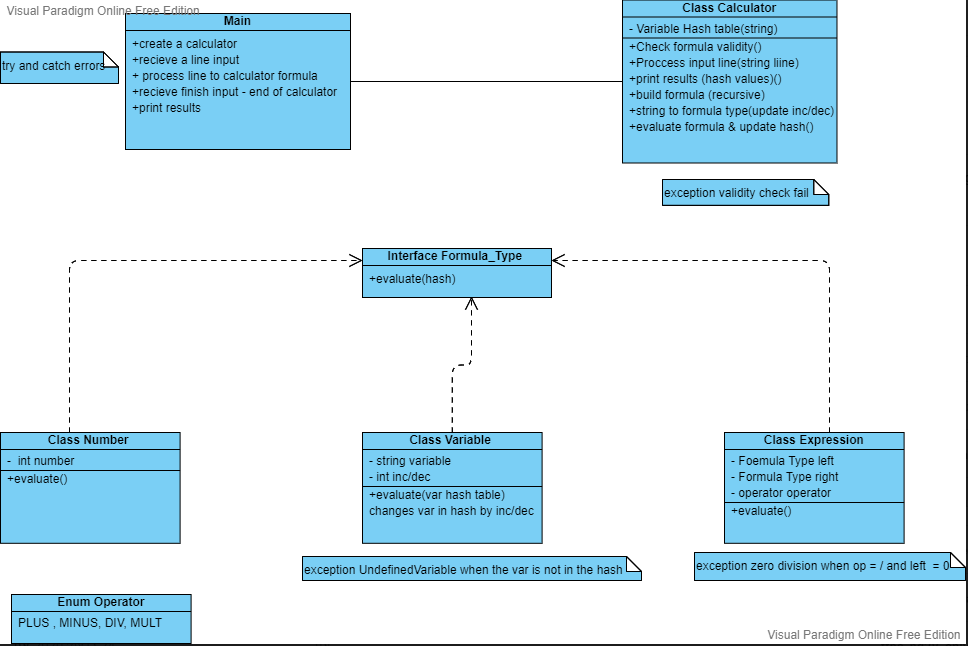 Visual Paradigm Online Free Edition
Main
+create a calculator
+recieve a line input
+ process line to calculator formula
+recieve finish input - end of calculator
+print results
try and catch errors
Class Calculator
- Variable Hash table(string)
+Check formula validity()
+Proccess input line(string liine)
+print results (hash values)()
+build formula (recursive)
+string to formula type(update inc/dec)
+evaluate formula & update hash()
exception validity check fail
Interface Formula_Type
+evaluate(hash)
Class Number
- int number
+evaluate()
Class Variable
- string variable
- int inc/dec
+evaluate(var hash table)
changes var in hash by inc/dec
Class Expression
- Foemula Type left
- Formula Type right
- operator operator
+evaluate()
exception UndefinedVariable when the var is not in the hash
exception zero division when op = / and left = 0
Enum Operator
PLUS , MINUS, DIV, MULT
Visual Paradigm Online Free Edition